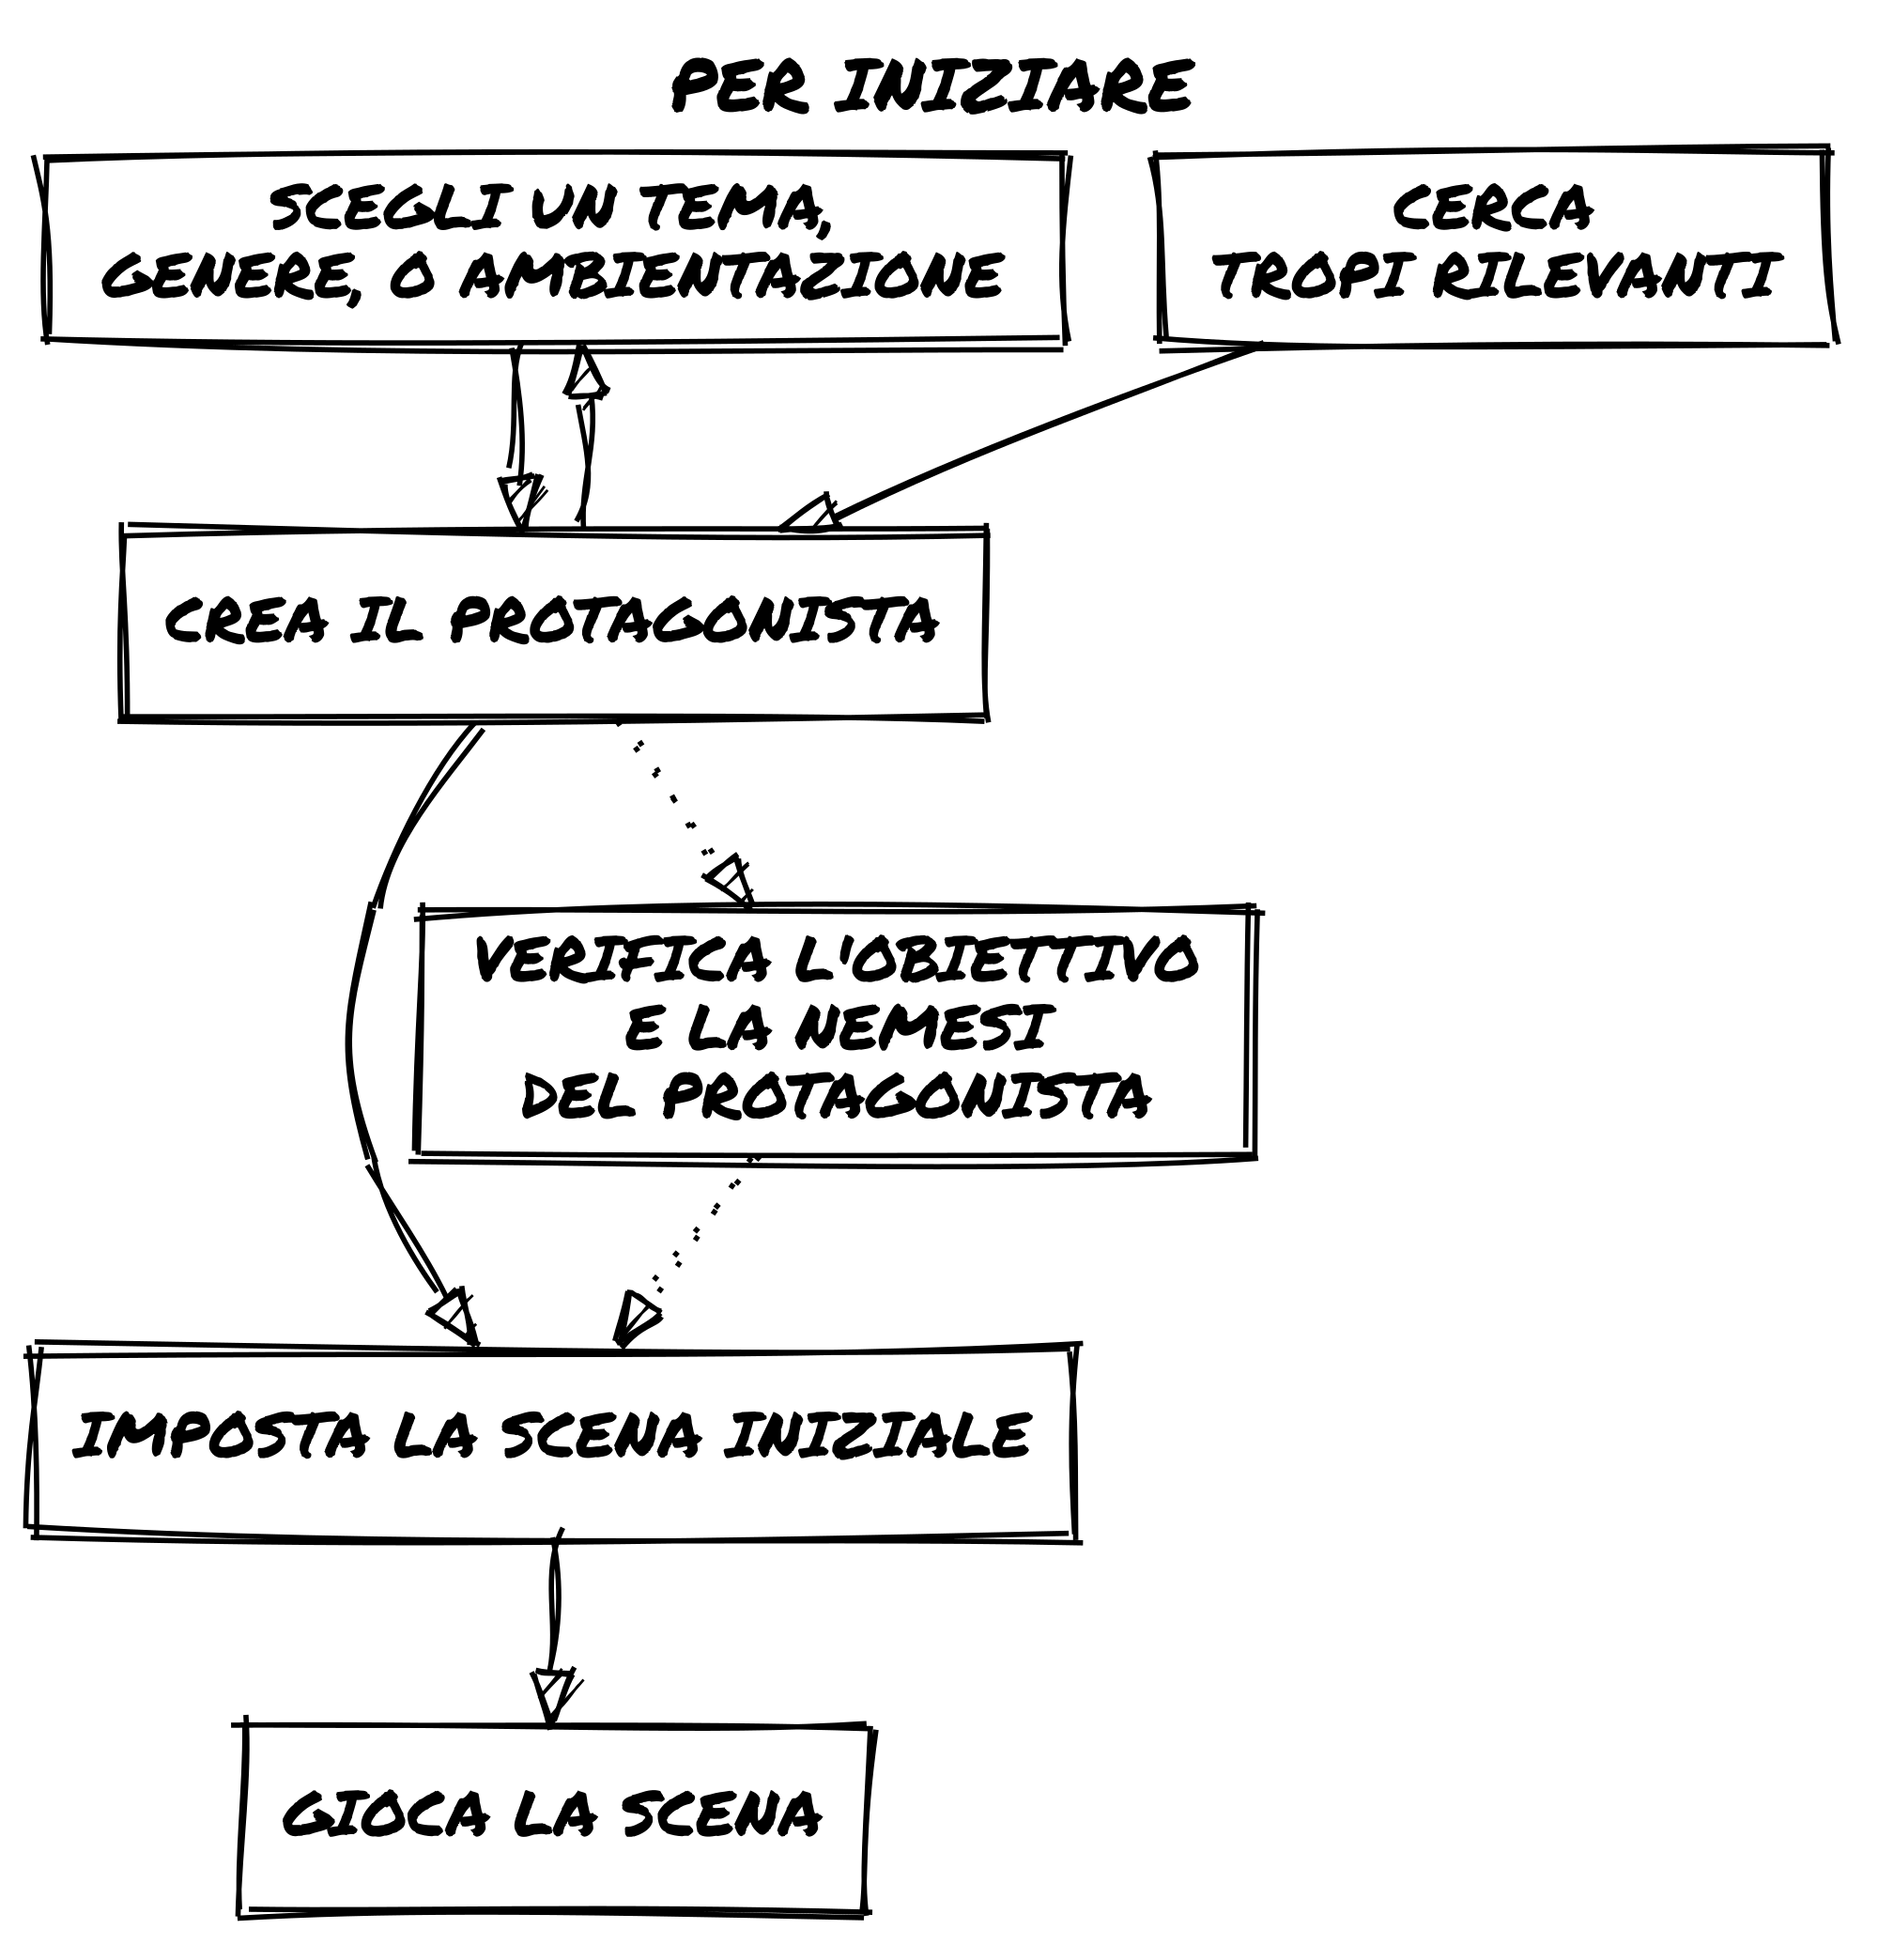 PER INIZIARE
SCEGLI UN TEMA,
GENERE, O AMBIENTAZIONE
CERCA
TROPI RILEVANTI
CREA IL PROTAGONISTA
VERIFICA L'OBIETTIVO
E LA NEMESI
DEL PROTAGONISTA
IMPOSTA LA SCENA INIZIALE
GIOCA LA SCENA